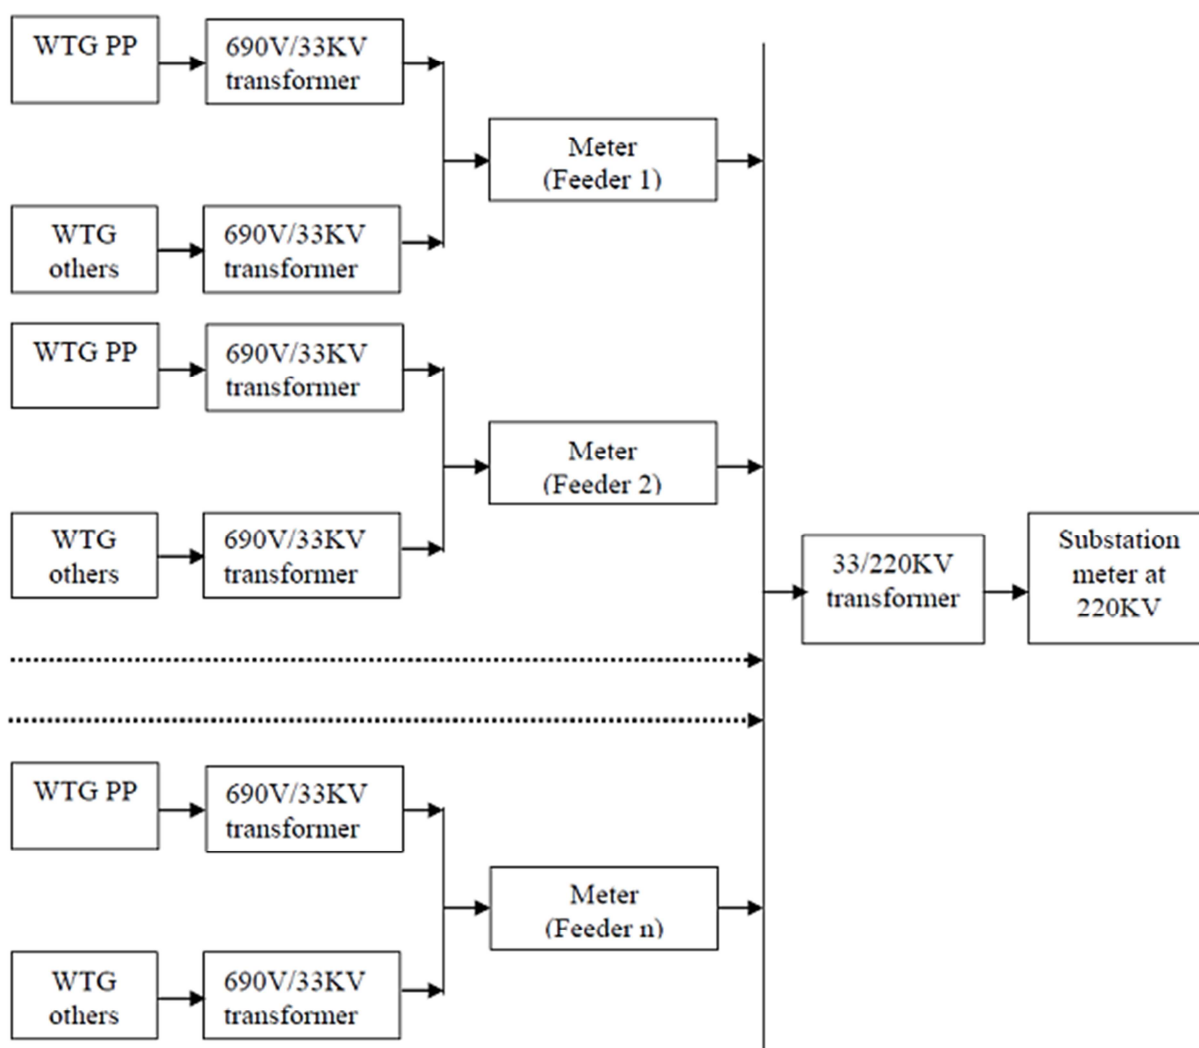 WTG PP
690V/33KV
transformer
Meter
(Feeder 1)
WTG
others
690V/33KV
transformer
WTG PP
690V/33KV
transformer
Meter
(Feeder 2)
WTG
others
690V/33KV
transformer
33/220KV
transformer
Substation
meter at
220KV
WTG PP
690V/33KV
transformer
Meter
(Feeder n)
WTG
others
690V/33KV
transformer